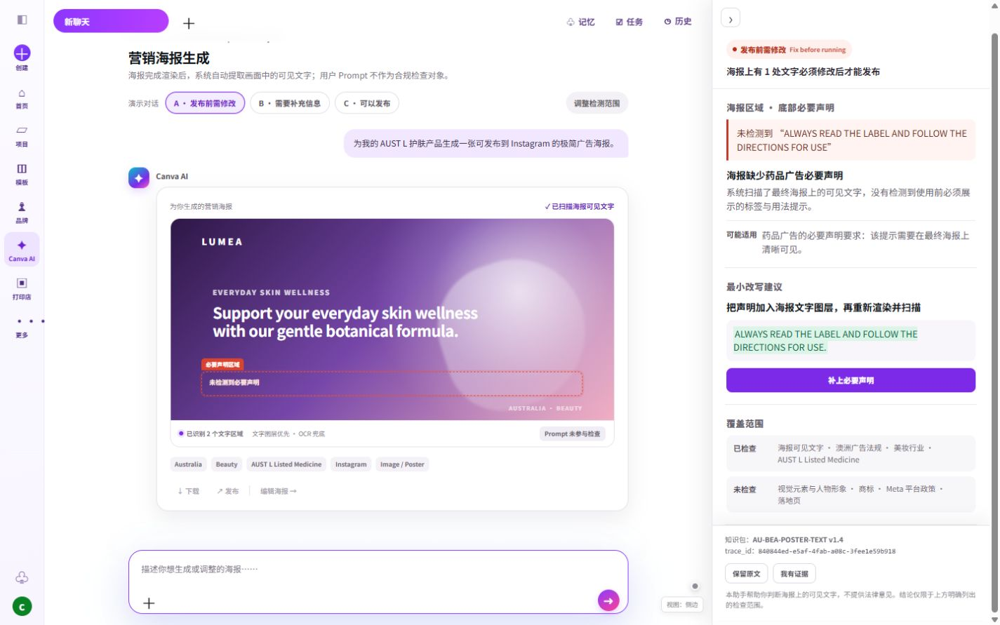 新聊天
记忆
任务
历史
创建
首页
项目
模板
品牌
Canva AI
打印店
更多
C
营销海报生成
海报完成渲染后，系统自动提取画面中的可见文字；用户 Prompt 不作为合规检查对象。
演示对话
A · 发布前需修改
B · 需要补充信息
C · 可以发布
调整检测范围
为我的 AUST L 护肤产品生成一张可发布到 Instagram 的极简广告海报。
Canva AI
为你生成的营销海报
✓ 已扫描海报可见文字
LUMEA
EVERYDAY SKIN WELLNESS
Support your everyday skin wellness
with our gentle botanical formula.
必要声明区域
未检测到必要声明
AUSTRALIA · BEAUTY
已识别 2 个文字区域
文字图层优先 · OCR 兜底
Prompt 未参与检查
Australia
Beauty
AUST L Listed Medicine
Instagram
Image / Poster
↓ 下载
↗ 发布
编辑海报 →
描述你想生成或调整的海报……
视图：侧边
发布前需修改 Fix before running
海报上有 1 处文字必须修改后才能发布
海报区域 · 底部必要声明
未检测到 “ALWAYS READ THE LABEL AND FOLLOW THE
DIRECTIONS FOR USE”
海报缺少药品广告必要声明
系统扫描了最终海报上的可见文字，没有检测到使用前必须展
示的标签与用法提示。
可能适用
药品广告的必要声明要求：该提示需要在最终海报上
清晰可见。
最小改写建议
把声明加入海报文字图层，再重新渲染并扫描
ALWAYS READ THE LABEL AND FOLLOW THE
DIRECTIONS FOR USE.
补上必要声明
覆盖范围
已检查
海报可见文字 · 澳洲广告法规 · 美妆行业 ·
AUST L Listed Medicine
未检查
视觉元素与人物形象 · 商标 · Meta 平台政策 ·
落地页
知识包：AU-BEA-POSTER-TEXT v1.4
trace_id：840844ed-e5af-4fab-a08c-3fee1e59b918
保留原文
我有证据
本助手帮助你判断海报上的可见文字，不提供法律意见。结论仅限于上方明确列出
的检查范围。